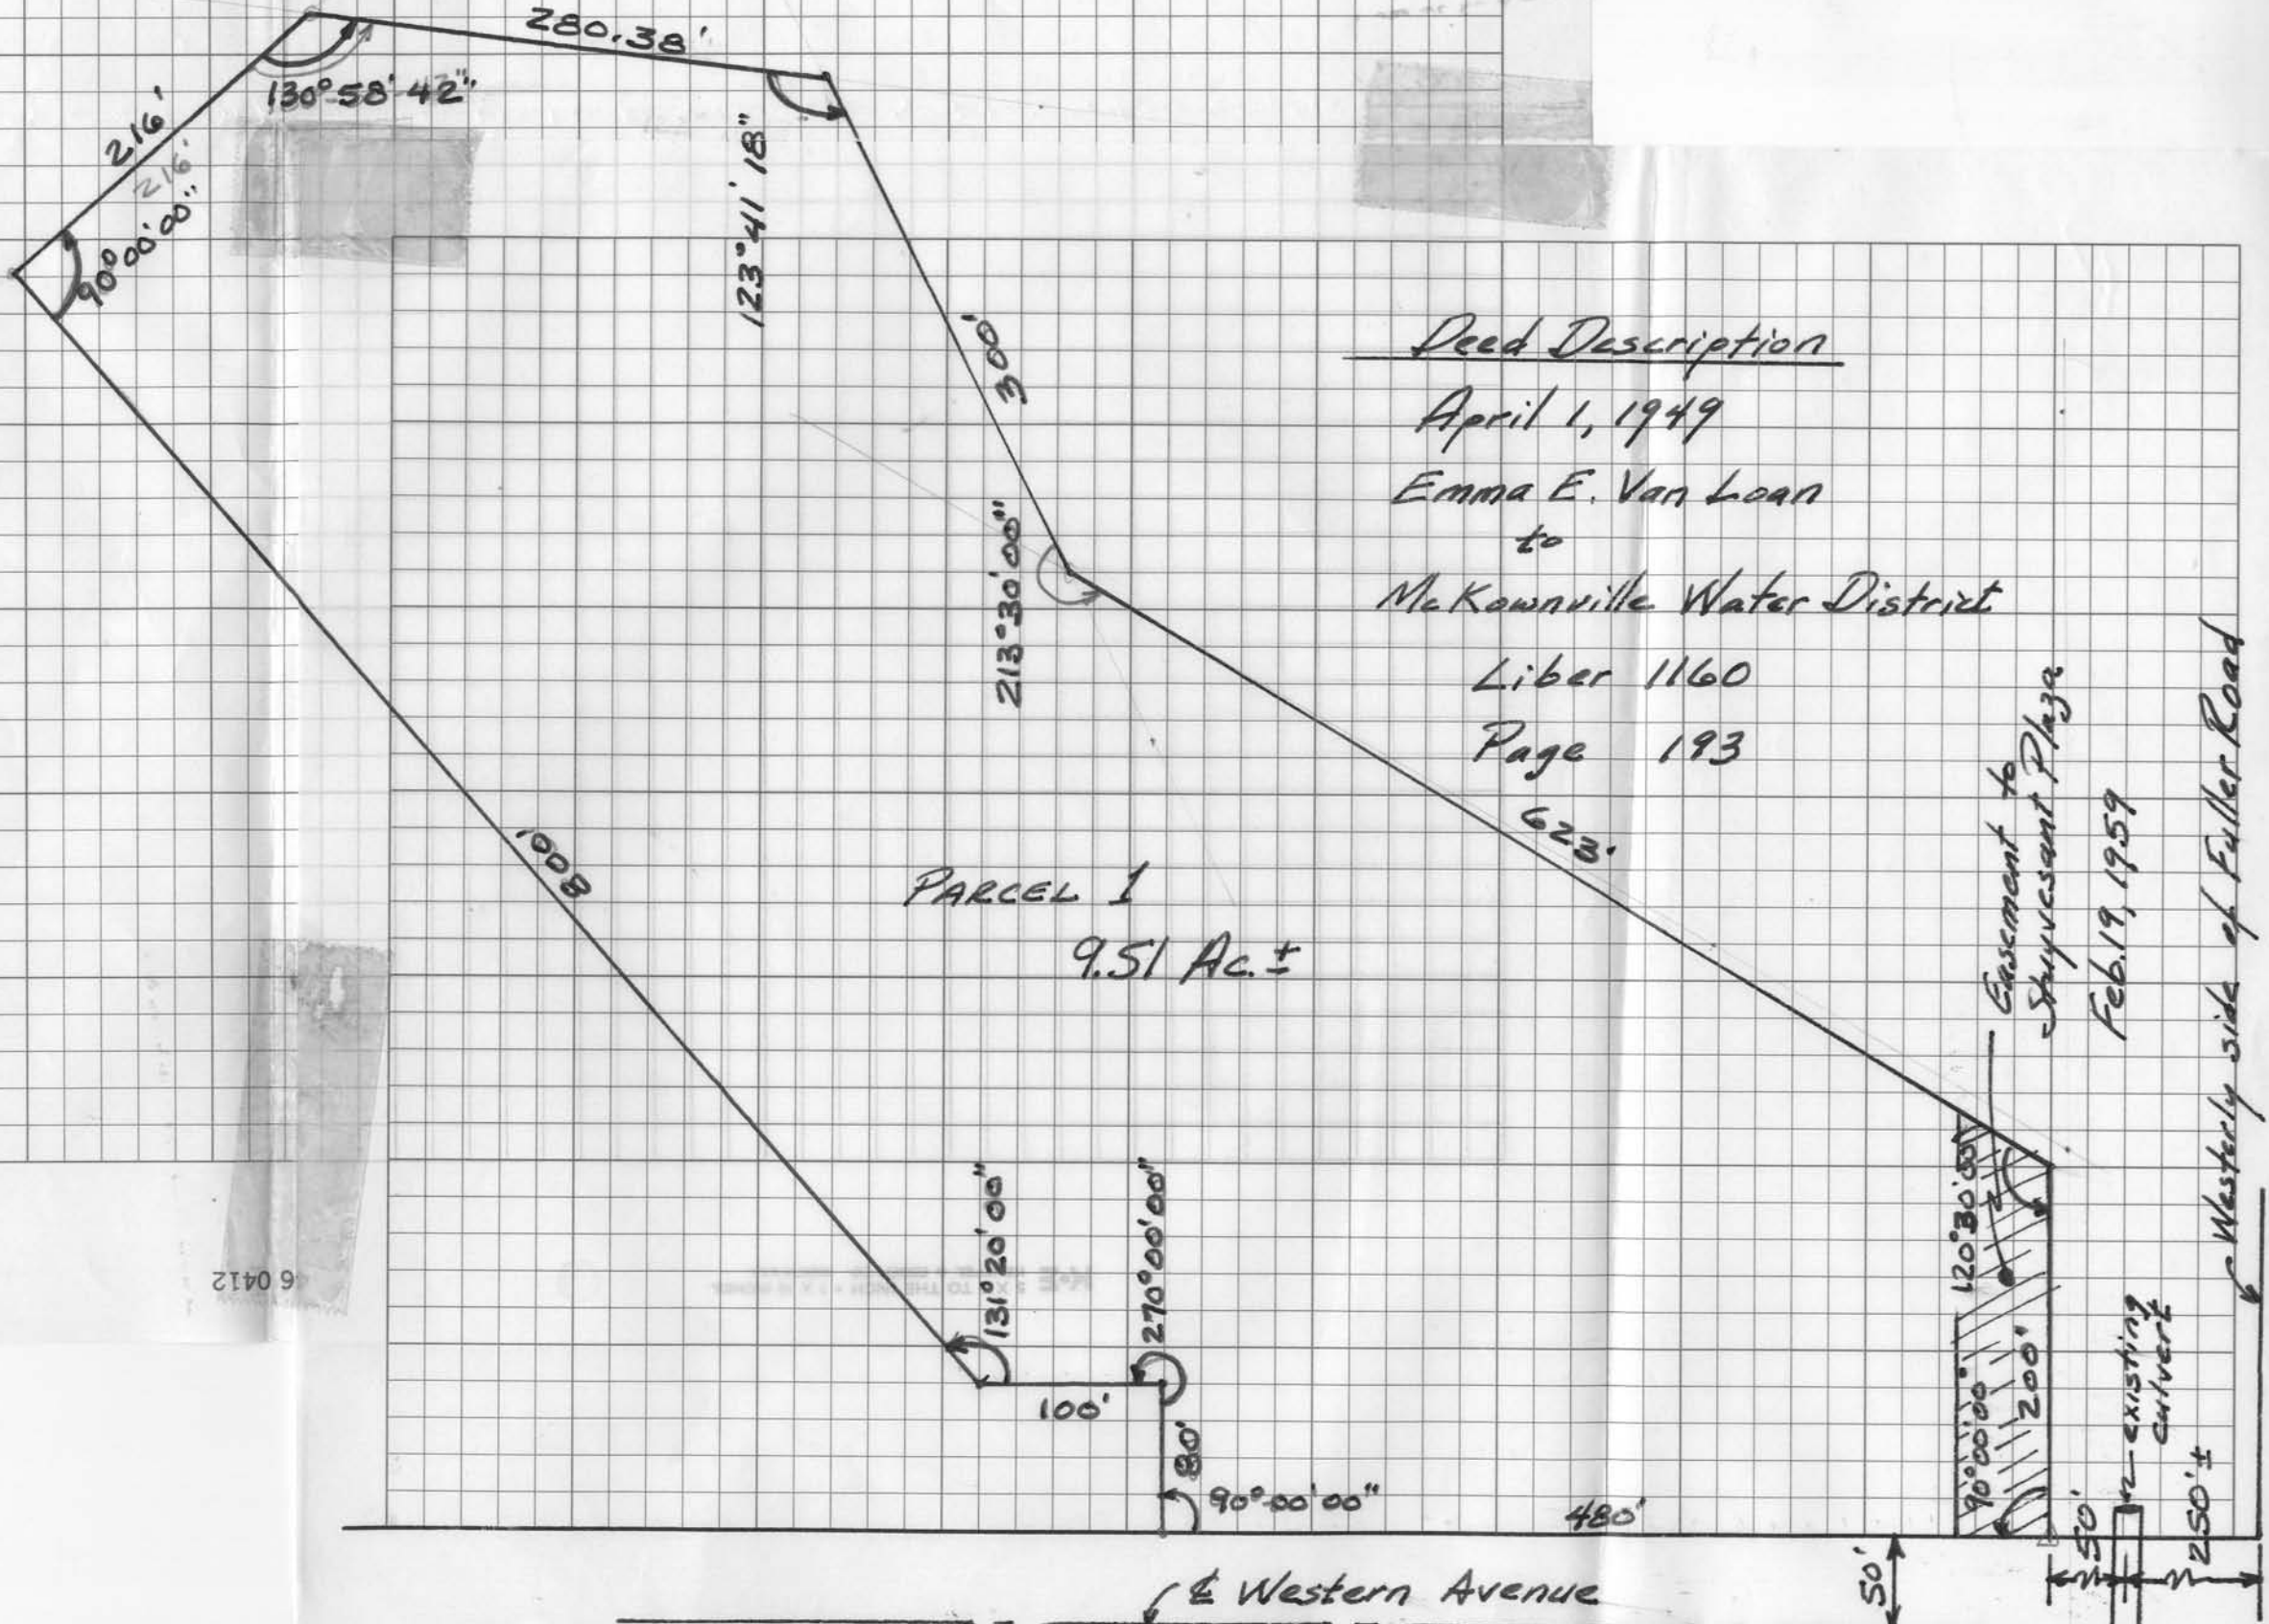 280.38'
216'
216'
130° 58' 42"
90° 00' 00"
123° 41' 18"
300'
213° 30' 00"
Deed Description
April 1, 1949
Emma E. Van Loan
to
McKownville Water District
Liber 1160
Page 193
623'
800'
PARCEL 1
9.51 Ac. ±
Easement to
Stuyvesant Plaza
Feb. 19, 1959
Westerly side of Fuller Road
120° 30' 00"
90° 00' 00"
200'
131° 20' 00"
270° 00' 00"
100'
80'
90° 00' 00"
480'
50'
50'
existing
culvert
250' ±
℄ Western Avenue
46 0412